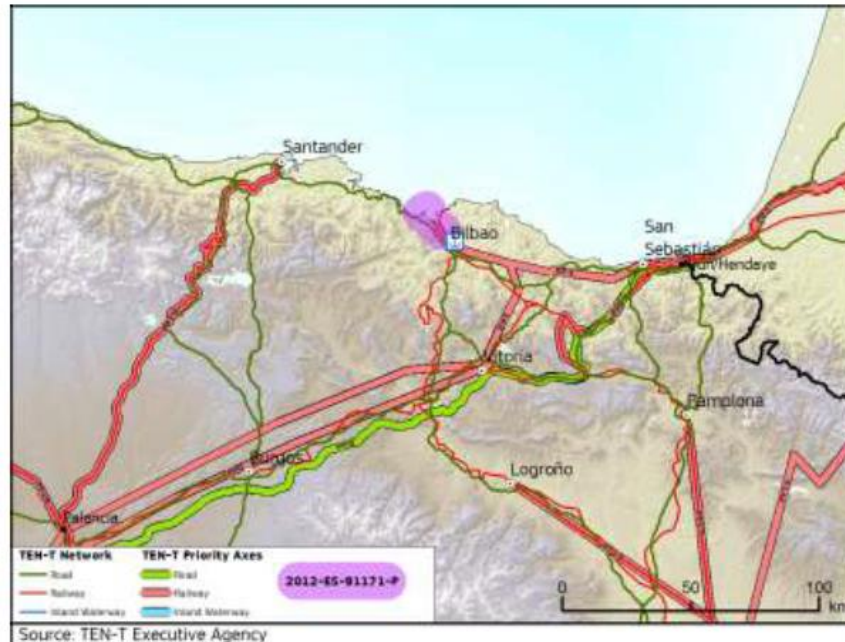 Santander
Bilbao
San
Sebastián
Irun/Hendaye
Vitoria
Pamplona
Burgos
Logroño
Palencia
TEN-T Network
TEN-T Priority Axes
Road
Road
2012-ES-91171-P
Railway
Railway
Inland Waterway
Inland Waterway
0
50
100
km
Source: TEN-T Executive Agency